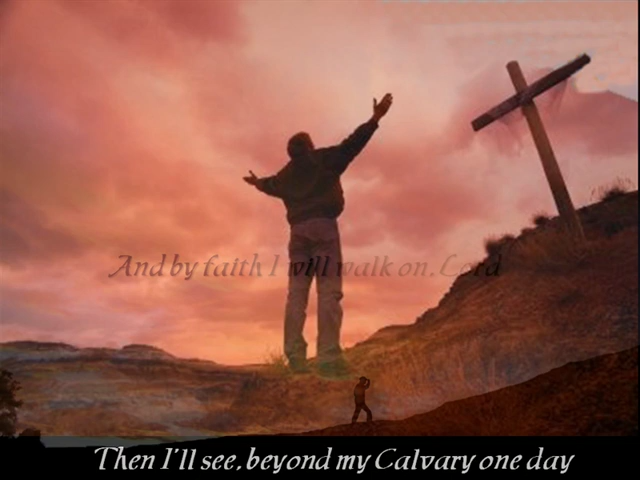 And by faith I will walk on, Lord
Then I'll see, beyond my Calvary one day